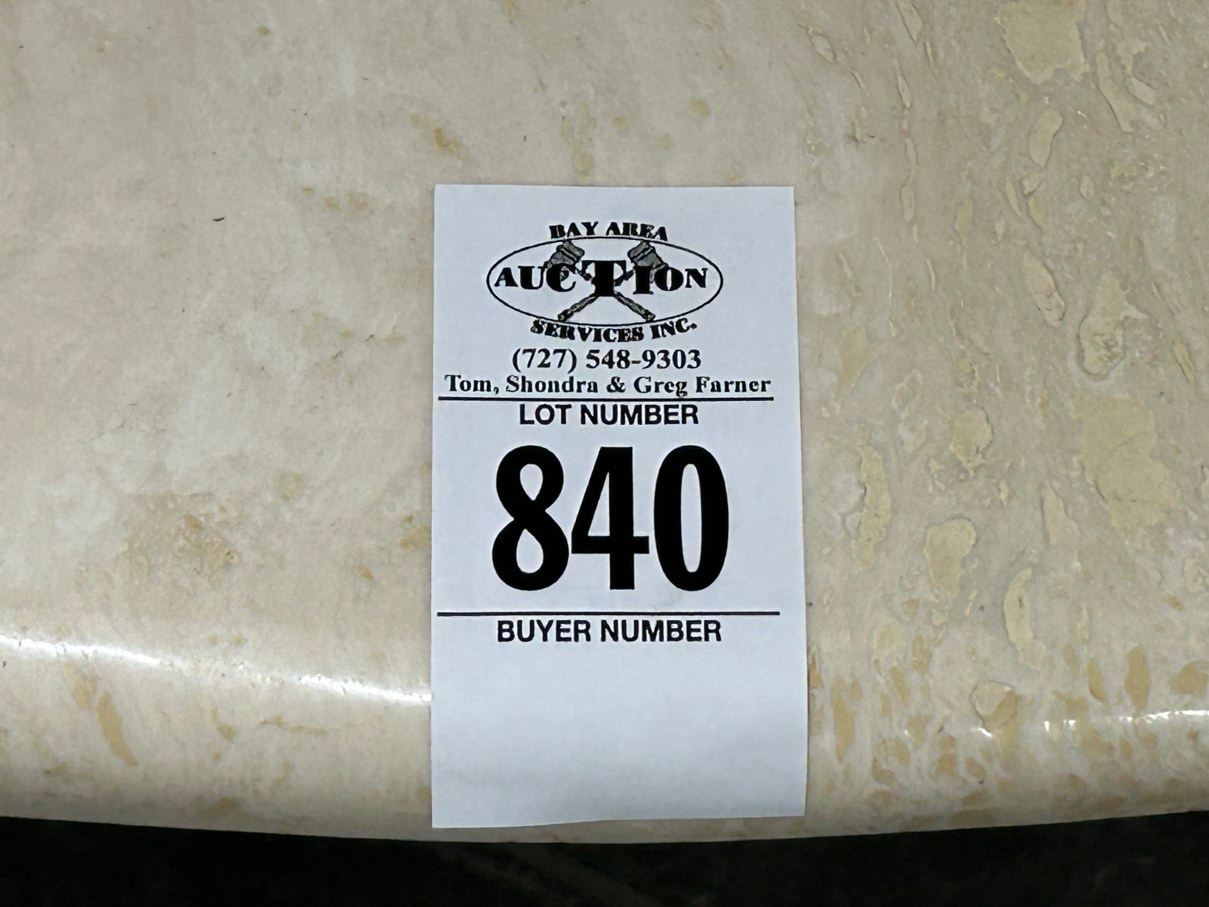 BAY AREA
AUCTION
SERVICES INC.
(727) 548-9303
Tom, Shondra & Greg Farner
LOT NUMBER
840
BUYER NUMBER